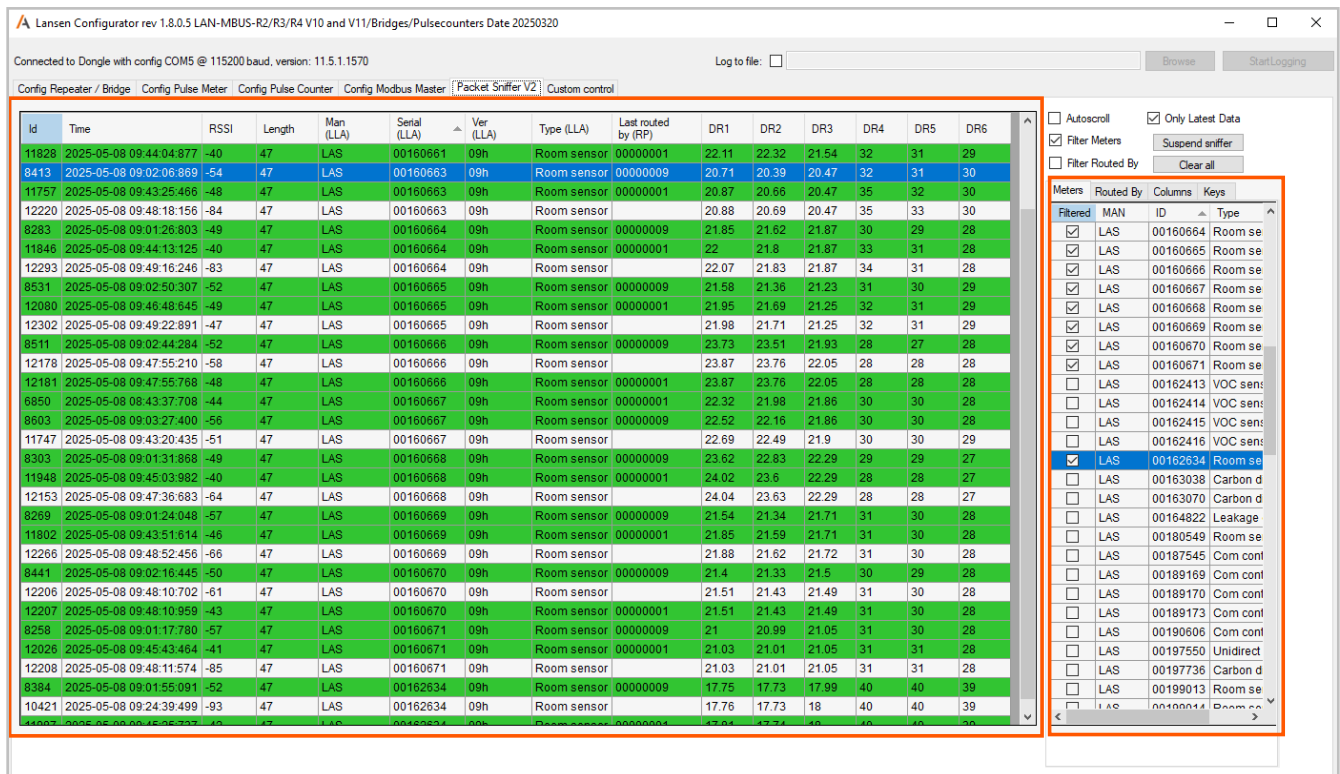 Lansen Configurator rev 1.8.0.5 LAN-MBUS-R2/R3/R4 V10 and V11/Bridges/Pulsecounters Date 20250320
Connected to Dongle with config COM5 @ 115200 baud, version: 11.5.1.1570
Log to file:
Browse
StartLogging
Config Repeater / Bridge Config Pulse Meter Config Pulse Counter Config Modbus Master Packet Sniffer V2 Custom control
Id Time RSSI Length Man (LLA) Serial (LLA) Ver (LLA) Type (LLA) Last routed by (RP) DR1 DR2 DR3 DR4 DR5 DR6
11828 2025-05-08 09:44:04:877 -40 47 LAS 00160661 09h Room sensor 00000001 22.11 22.32 21.54 32 31 29
8413 2025-05-08 09:02:06:869 -54 47 LAS 00160663 09h Room sensor 00000009 20.71 20.39 20.47 32 31 30
11757 2025-05-08 09:43:25:466 -48 47 LAS 00160663 09h Room sensor 00000001 20.87 20.66 20.47 35 32 30
12220 2025-05-08 09:48:18:156 -84 47 LAS 00160663 09h Room sensor 20.88 20.69 20.47 35 33 30
8283 2025-05-08 09:01:26:803 -49 47 LAS 00160664 09h Room sensor 00000009 21.85 21.62 21.87 30 29 28
11846 2025-05-08 09:44:13:125 -40 47 LAS 00160664 09h Room sensor 00000001 22 21.8 21.87 33 31 28
12293 2025-05-08 09:49:16:246 -83 47 LAS 00160664 09h Room sensor 22.07 21.83 21.87 34 31 28
8531 2025-05-08 09:02:50:307 -52 47 LAS 00160665 09h Room sensor 00000009 21.58 21.36 21.23 31 30 29
12080 2025-05-08 09:46:48:645 -49 47 LAS 00160665 09h Room sensor 00000001 21.95 21.69 21.25 32 31 29
12302 2025-05-08 09:49:22:891 -47 47 LAS 00160665 09h Room sensor 21.98 21.71 21.25 32 31 29
8511 2025-05-08 09:02:44:284 -52 47 LAS 00160666 09h Room sensor 00000009 23.73 23.51 21.93 28 27 28
12178 2025-05-08 09:47:55:210 -58 47 LAS 00160666 09h Room sensor 23.87 23.76 22.05 28 28 28
12181 2025-05-08 09:47:55:768 -48 47 LAS 00160666 09h Room sensor 00000001 23.87 23.76 22.05 28 28 28
6850 2025-05-08 08:43:37:708 -44 47 LAS 00160667 09h Room sensor 00000001 22.32 21.98 21.86 30 30 28
8603 2025-05-08 09:03:27:400 -56 47 LAS 00160667 09h Room sensor 00000009 22.52 22.16 21.86 30 30 28
11747 2025-05-08 09:43:20:435 -51 47 LAS 00160667 09h Room sensor 22.69 22.49 21.9 30 30 29
8303 2025-05-08 09:01:31:868 -49 47 LAS 00160668 09h Room sensor 00000009 23.62 22.83 22.29 29 29 27
11948 2025-05-08 09:45:03:982 -40 47 LAS 00160668 09h Room sensor 00000001 24.02 23.6 22.29 28 28 27
12153 2025-05-08 09:47:36:683 -64 47 LAS 00160668 09h Room sensor 24.04 23.63 22.29 28 28 27
8269 2025-05-08 09:01:24:048 -57 47 LAS 00160669 09h Room sensor 00000009 21.54 21.34 21.71 31 30 28
11802 2025-05-08 09:43:51:614 -46 47 LAS 00160669 09h Room sensor 00000001 21.85 21.59 21.71 31 30 28
12266 2025-05-08 09:48:52:456 -66 47 LAS 00160669 09h Room sensor 21.88 21.62 21.72 31 30 28
8441 2025-05-08 09:02:16:445 -50 47 LAS 00160670 09h Room sensor 00000009 21.4 21.33 21.5 30 29 28
12206 2025-05-08 09:48:10:702 -61 47 LAS 00160670 09h Room sensor 21.51 21.43 21.49 31 30 28
12207 2025-05-08 09:48:10:959 -43 47 LAS 00160670 09h Room sensor 00000001 21.51 21.43 21.49 31 30 28
8258 2025-05-08 09:01:17:780 -57 47 LAS 00160671 09h Room sensor 00000009 21 20.99 21.05 31 30 28
12026 2025-05-08 09:45:43:464 -41 47 LAS 00160671 09h Room sensor 00000001 21.03 21.01 21.05 31 31 28
12208 2025-05-08 09:48:11:574 -85 47 LAS 00160671 09h Room sensor 21.03 21.01 21.05 31 31 28
8384 2025-05-08 09:01:55:091 -52 47 LAS 00162634 09h Room sensor 00000009 17.75 17.73 17.99 40 40 39
10421 2025-05-08 09:24:39:499 -93 47 LAS 00162634 09h Room sensor 17.76 17.73 18 40 40 39
Autoscroll Only Latest Data
Filter Meters Suspend sniffer
Filter Routed By Clear all
Meters Routed By Columns Keys
Filtered MAN ID Type
LAS 00160664 Room se
LAS 00160665 Room se
LAS 00160666 Room se
LAS 00160667 Room se
LAS 00160668 Room se
LAS 00160669 Room se
LAS 00160670 Room se
LAS 00160671 Room se
LAS 00162413 VOC sens
LAS 00162414 VOC sens
LAS 00162415 VOC sens
LAS 00162416 VOC sens
LAS 00162634 Room se
LAS 00163038 Carbon d
LAS 00163070 Carbon d
LAS 00164822 Leakage
LAS 00180549 Room se
LAS 00187545 Com cont
LAS 00189169 Com cont
LAS 00189170 Com cont
LAS 00189173 Com cont
LAS 00190606 Com cont
LAS 00197550 Unidirect
LAS 00197736 Carbon d
LAS 00199013 Room se